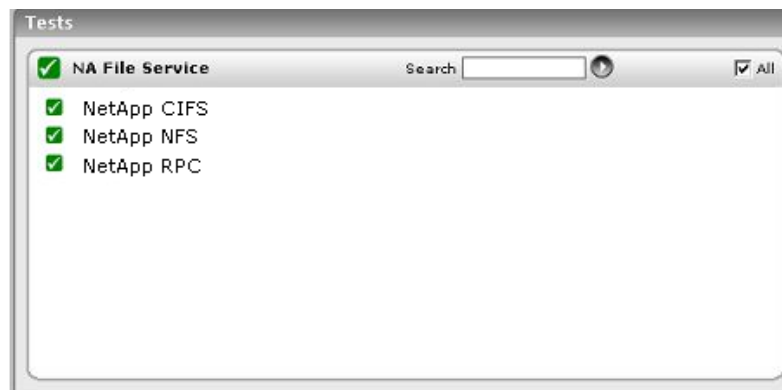 Tests
NA File Service Search All
NetApp CIFS
NetApp NFS
NetApp RPC